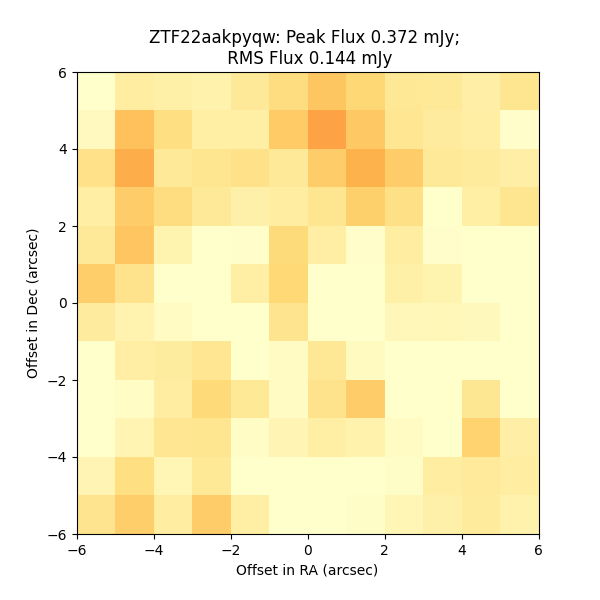 ZTF22aakpyqw: Peak Flux 0.372 mJy;
RMS Flux 0.144 mJy
6
4
2
0
−2
−4
−6
Offset in Dec (arcsec)
−6 −4 −2 0 2 4 6
Offset in RA (arcsec)